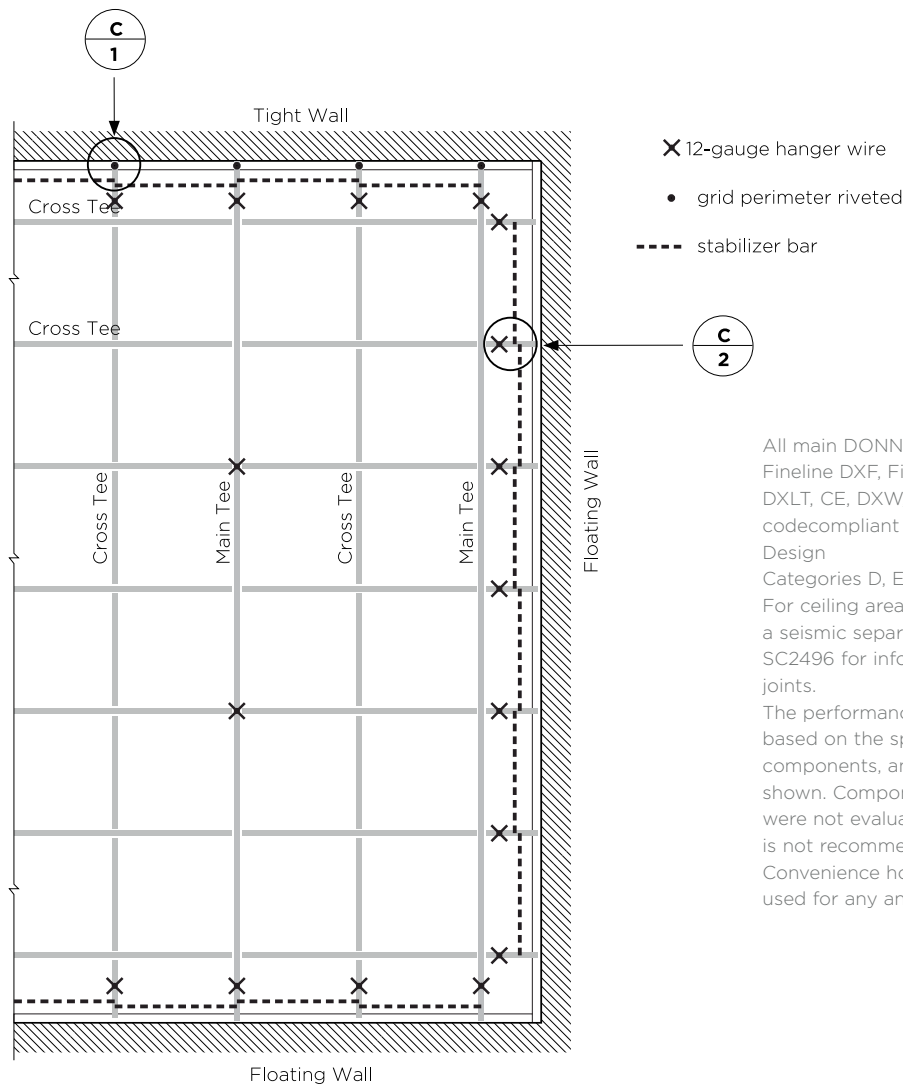 C
1
Tight Wall
12-gauge hanger wire
grid perimeter riveted
stabilizer bar
Cross Tee
Cross Tee
C
2
Cross Tee
Main Tee
Cross Tee
Main Tee
Floating Wall
All main DONN
Fineline DXF, Fi
DXLT, CE, DXW
codecompliant
Design
Categories D, E
For ceiling area
a seismic separ
SC2496 for info
joints.
The performanc
based on the sp
components, an
shown. Compor
were not evalua
is not recomme
Convenience ho
used for any an
Floating Wall